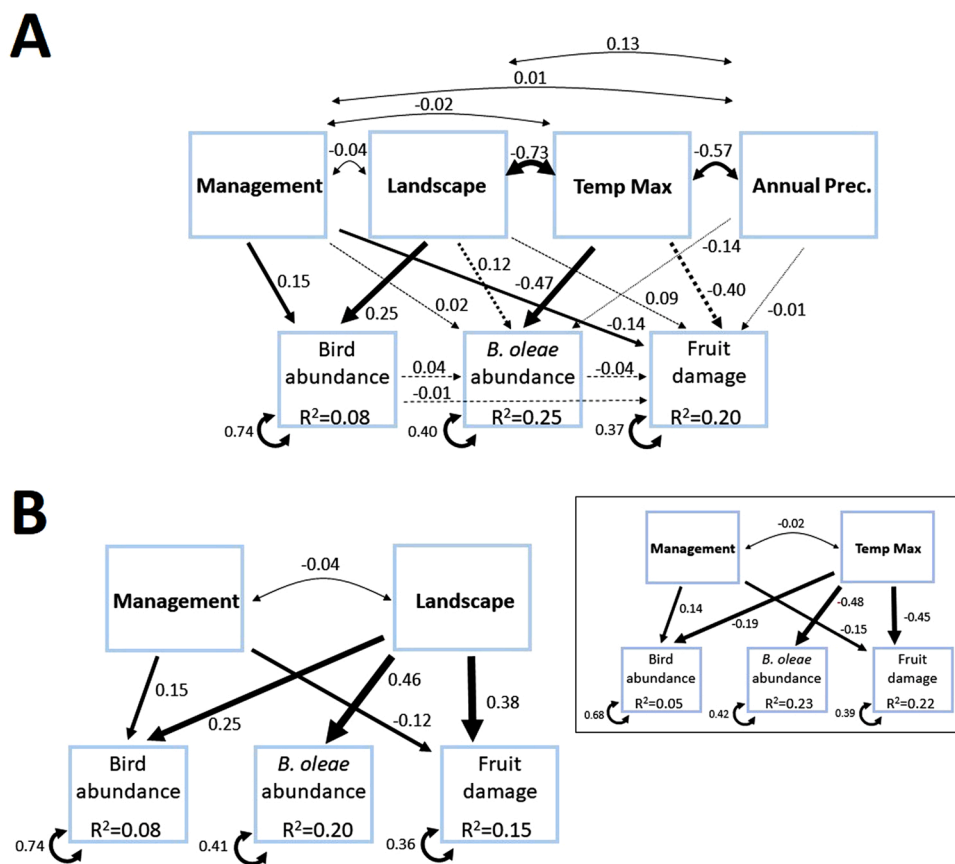 A
0.13
0.01
-0.02
-0.04
-0.73
-0.57
Management
Landscape
Temp Max
Annual Prec.
0.15
0.25
0.02
0.12
-0.47
-0.14
0.09
-0.40
-0.14
-0.01
Bird
abundance
R²=0.08
0.04
-0.01
B. oleae
abundance
R²=0.25
-0.04
Fruit
damage
R²=0.20
0.74
0.40
0.37
B
-0.04
Management
Landscape
0.15
0.25
0.46
-0.12
0.38
Bird
abundance
R²=0.08
B. oleae
abundance
R²=0.20
Fruit
damage
R²=0.15
0.74
0.41
0.36
-0.02
Management
Temp Max
0.14
-0.19
-0.48
-0.15
-0.45
Bird
abundance
R²=0.05
B. oleae
abundance
R²=0.23
Fruit
damage
R²=0.22
0.68
0.42
0.39